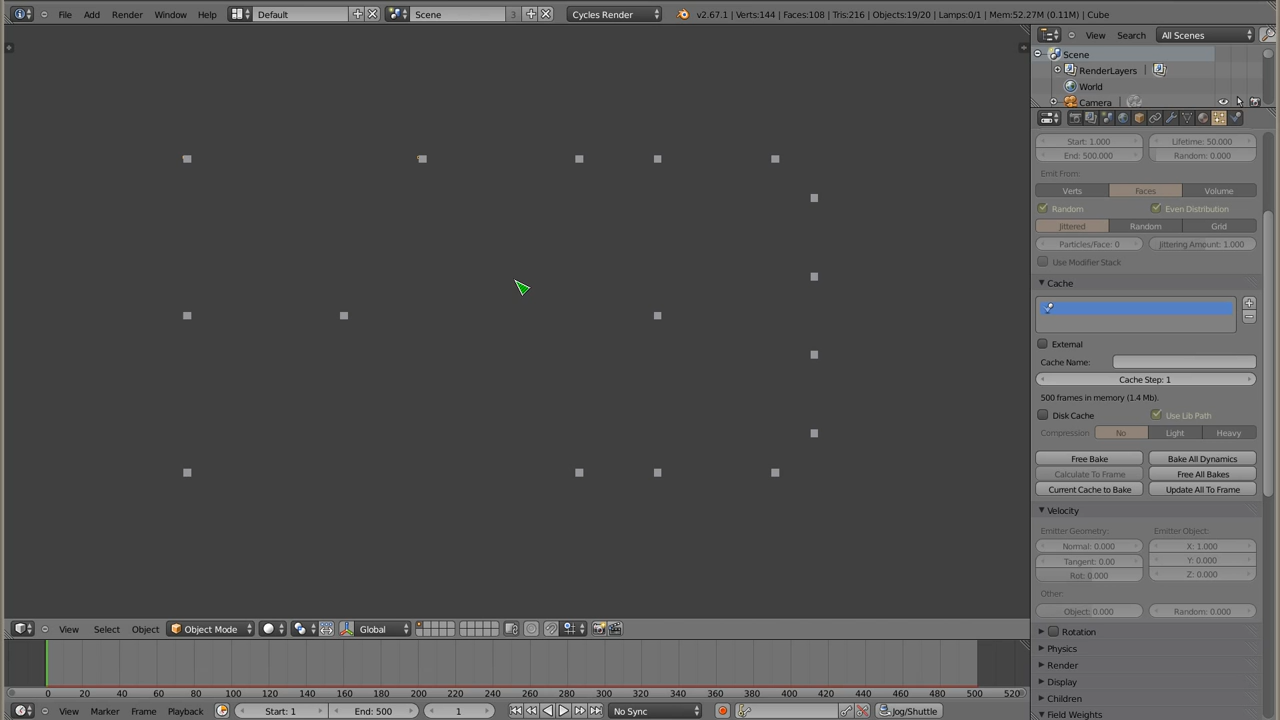 File Add Render Window Help Default Scene 3 Cycles Render v2.67.1 | Verts:144 | Faces:108 | Tris:216 | Objects:19/20 | Lamps:0/1 | Mem:52.27M (0.11M) | Cube
View Search All Scenes
Scene
RenderLayers
World
Camera
Start: 1.000 Lifetime: 50.000
End: 500.000 Random: 0.000
Emit From:
Verts Faces Volume
Random Even Distribution
Jittered Random Grid
Particles/Face: 0 Jittering Amount: 1.000
Use Modifier Stack
Cache
External
Cache Name:
Cache Step: 1
500 frames in memory (1.4 Mb).
Disk Cache Use Lib Path
Compression No Light Heavy
Free Bake Bake All Dynamics
Calculate To Frame Free All Bakes
Current Cache to Bake Update All To Frame
Velocity
Emitter Geometry: Emitter Object:
Normal: 0.000 X: 1.000
Tangent: 0.00 Y: 0.000
Rot: 0.000 Z: 0.000
Other:
Object: 0.000 Random: 0.000
Rotation
Physics
Render
Display
Children
Field Weights
View Select Object Object Mode Global
0 20 40 60 80 100 120 140 160 180 200 220 240 260 280 300 320 340 360 380 400 420 440 460 480 500 520
View Marker Frame Playback Start: 1 End: 500 1 No Sync Jog/Shuttle